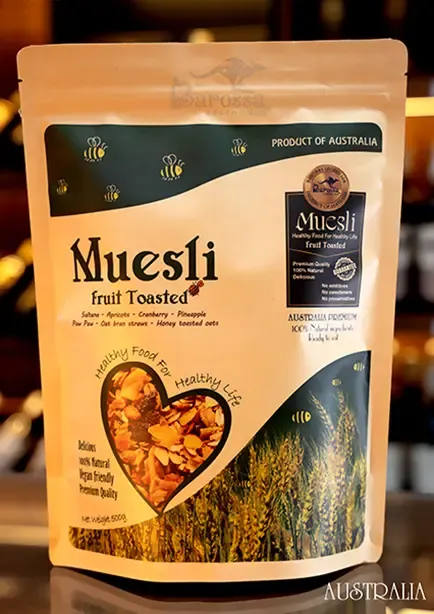 Barossa
PRODUCT OF AUSTRALIA
Muesli
fruit Toasted
Sultana - Apricots - Cranberry - Pineapple
Paw Paw - Oat bran straws - Honey toasted oats
Healthy Food For Healthy Life
Delicious
100% Natural
Vegan friendly
Premium Quality
Net Weight: 500g
Barossa
Muesli
Healthy Food For Healthy Life
fruit Toasted
Premium Quality
100% Natural
Delicious
GUARANTEE
No additives
No sweeteners
No preservatives
AUSTRALIA PREMIUM
100% Natural ingredients
Ready to eat
AUSTRALIA